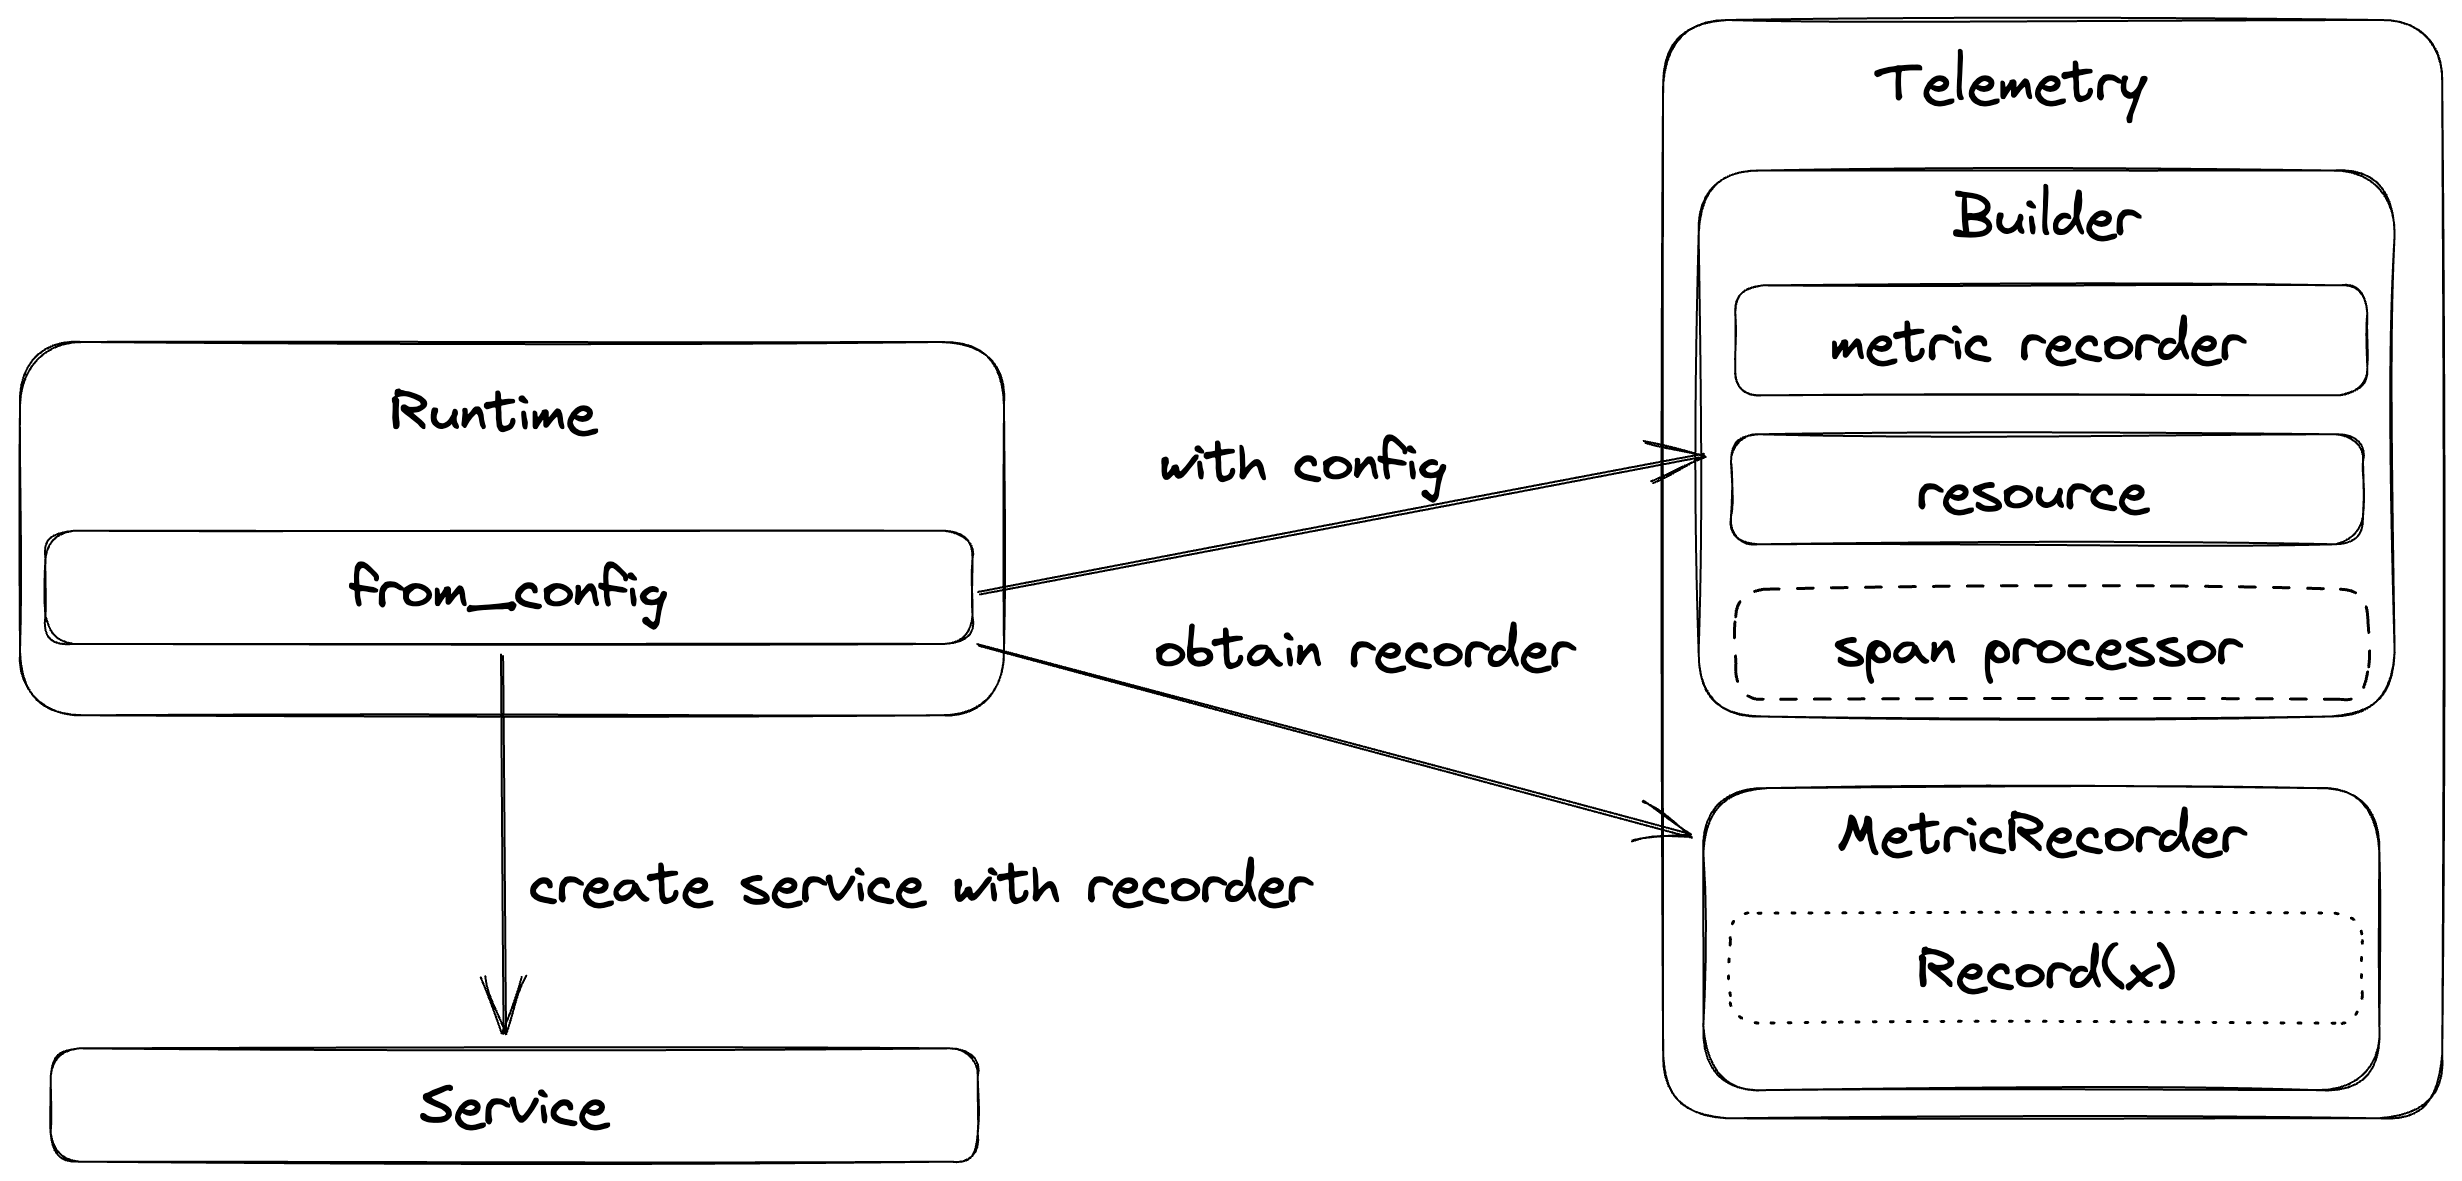 Telemetry
Builder
metric recorder
Runtime
with config
resource
from_config
obtain recorder
span processor
MetricRecorder
create service with recorder
Record(x)
Service